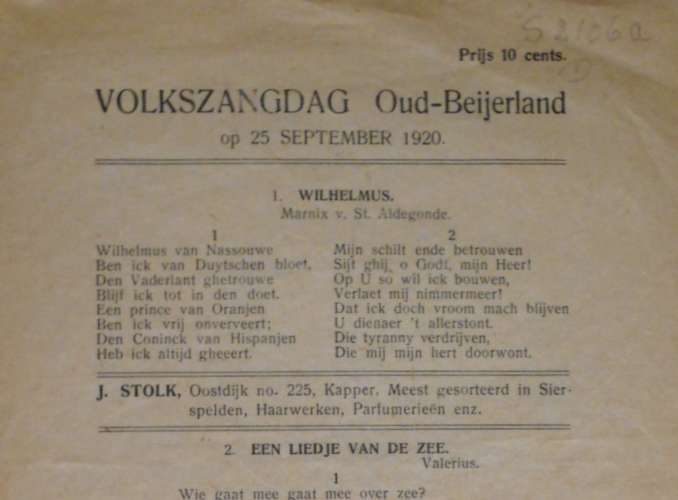 S 2106a
D
Prijs 10 cents.
VOLKSZANGDAG Oud-Beijerland
op 25 SEPTEMBER 1920.
1. WILHELMUS.
Marnix v. St. Aldegonde.
1
Wilhelmus van Nassouwe
Ben ick van Duytschen bloet,
Den Vaderlant ghetrouwe
Blijf ick tot in den doet.
Een prince van Oranjen
Ben ick vrij onverveert;
Den Coninck van Hispanjen
Heb ick altijd gheeert.
2
Mijn schilt ende betrouwen
Sijt ghij, o Godt, mijn Heer!
Op U so wil ick bouwen,
Verlaet mij nimmermeer!
Dat ick doch vroom mach blijven
U dienaer 't allerstont.
Die tyranny verdrijven,
Die mij mijn hert doorwont.
J. STOLK, Oostdijk no. 225, Kapper. Meest gesorteerd in Sier-
spelden, Haarwerken, Parfumerieën enz.
2. EEN LIEDJE VAN DE ZEE.
Valerius.
1
Wie gaat mee gaat mee over zee?